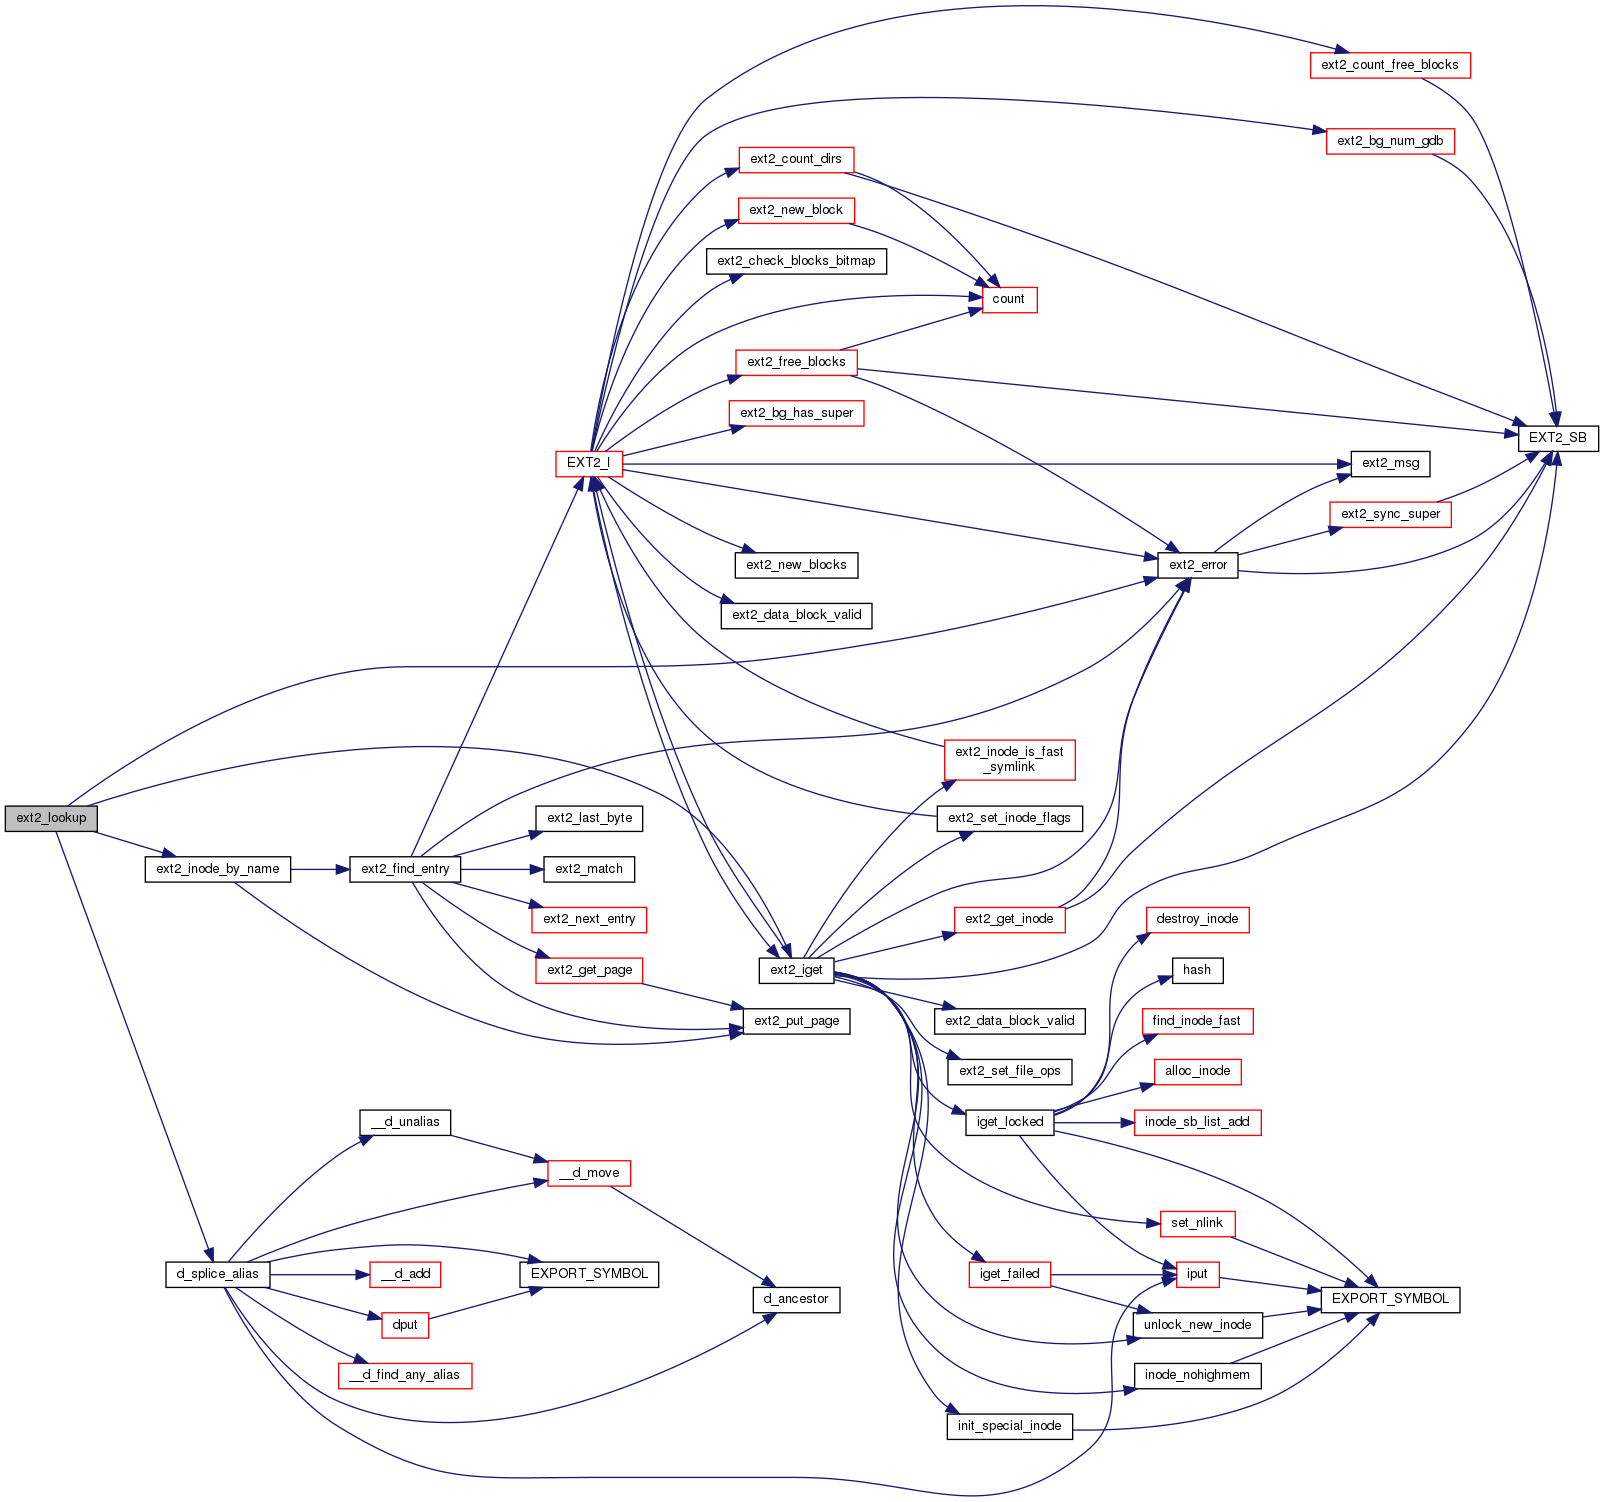 ext2_count_free_blocks
ext2_bg_num_gdb
ext2_count_dirs
ext2_new_block
ext2_check_blocks_bitmap
count
ext2_free_blocks
ext2_bg_has_super
EXT2_SB
EXT2_I
ext2_msg
ext2_sync_super
ext2_new_blocks
ext2_error
ext2_data_block_valid
ext2_inode_is_fast
_symlink
ext2_lookup
ext2_last_byte
ext2_set_inode_flags
ext2_inode_by_name
ext2_find_entry
ext2_match
ext2_next_entry
ext2_get_inode
destroy_inode
ext2_get_page
ext2_iget
hash
ext2_put_page
ext2_data_block_valid
find_inode_fast
ext2_set_file_ops
alloc_inode
__d_unalias
iget_locked
inode_sb_list_add
__d_move
set_nlink
d_splice_alias
__d_add
EXPORT_SYMBOL
iget_failed
iput
d_ancestor
EXPORT_SYMBOL
dput
unlock_new_inode
__d_find_any_alias
inode_nohighmem
init_special_inode